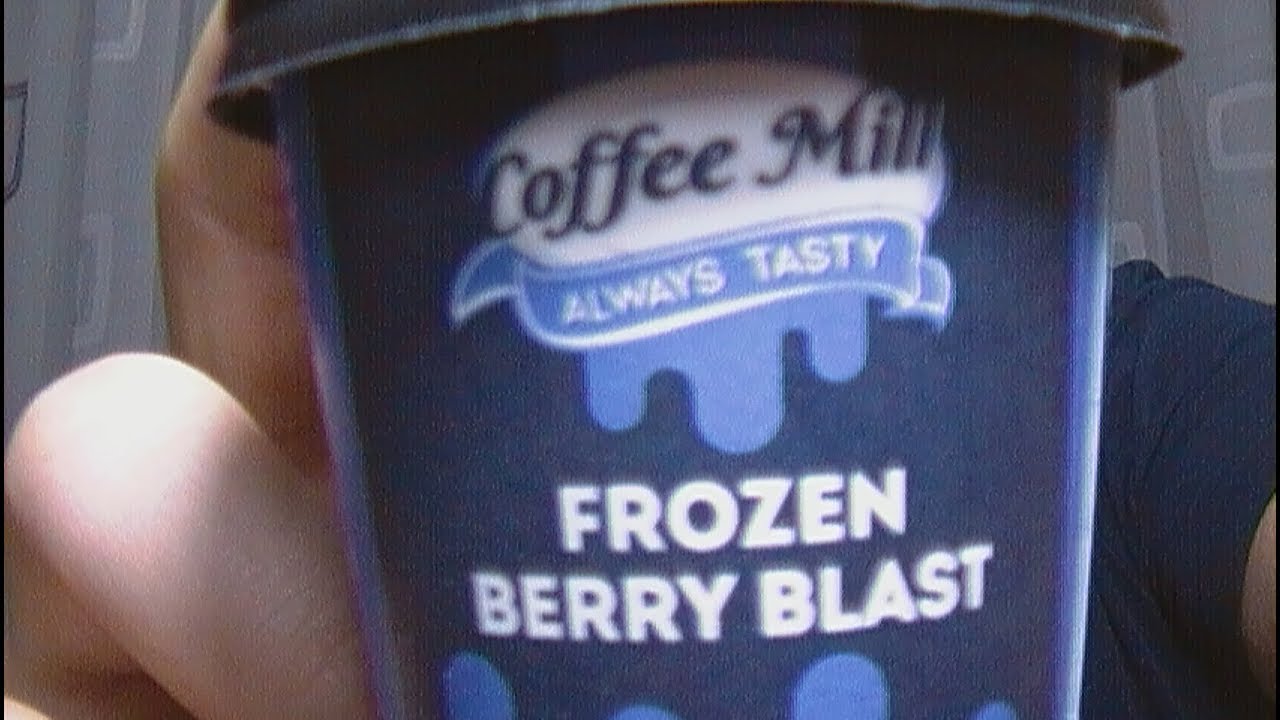 Coffee Mill
ALWAYS TASTY
FROZEN
BERRY BLAST